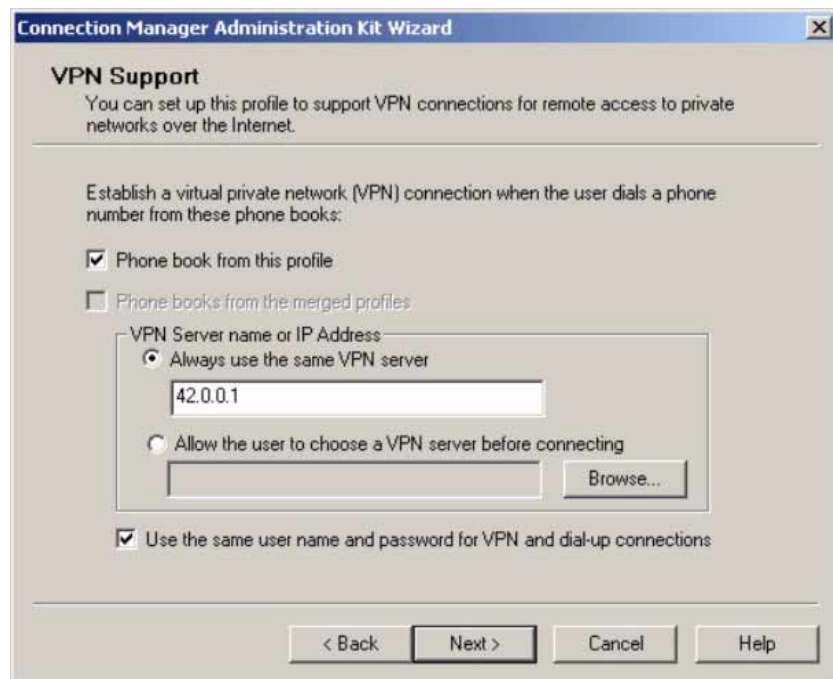 Connection Manager Administration Kit Wizard
VPN Support
You can set up this profile to support VPN connections for remote access to private
networks over the Internet.
Establish a virtual private network (VPN) connection when the user dials a phone
number from these phone books:
Phone book from this profile
Phone books from the merged profiles
VPN Server name or IP Address
Always use the same VPN server
42.0.0.1
Allow the user to choose a VPN server before connecting
Browse...
Use the same user name and password for VPN and dial-up connections
< Back Next > Cancel Help